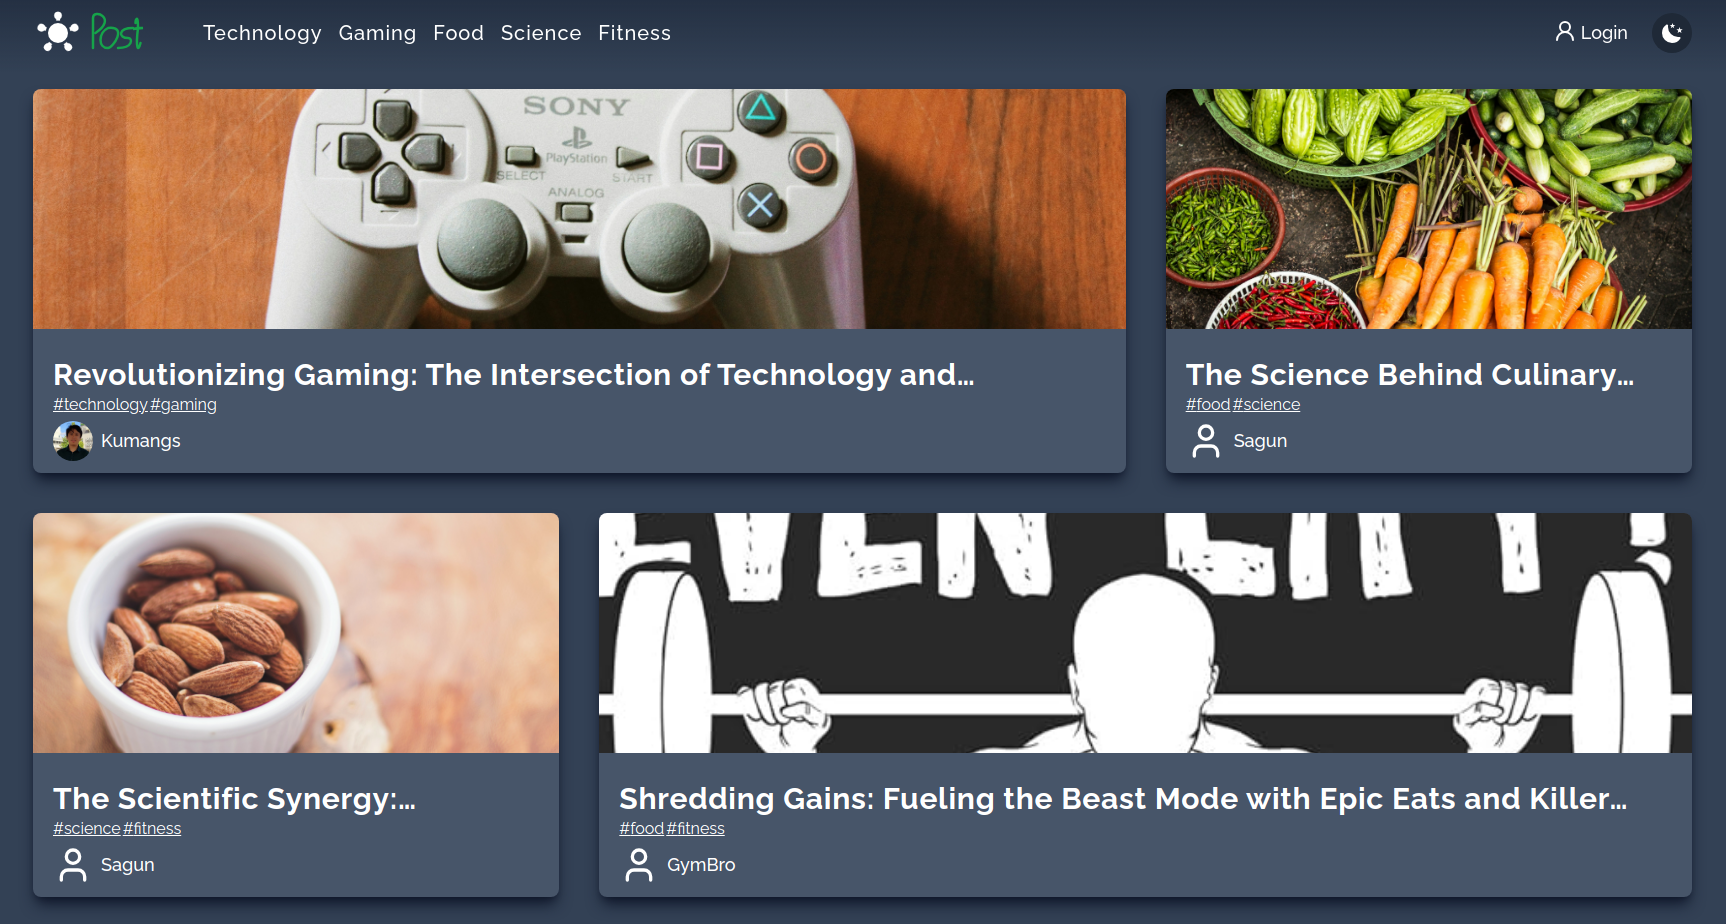 Post
Technology Gaming Food Science Fitness
Login
SONY
PlayStation
SELECT
START
ANALOG
Revolutionizing Gaming: The Intersection of Technology and…
#technology #gaming
Kumangs
The Science Behind Culinary…
#food #science
Sagun
The Scientific Synergy:…
#science #fitness
Sagun
EVEN LIFT?
Shredding Gains: Fueling the Beast Mode with Epic Eats and Killer…
#food #fitness
GymBro